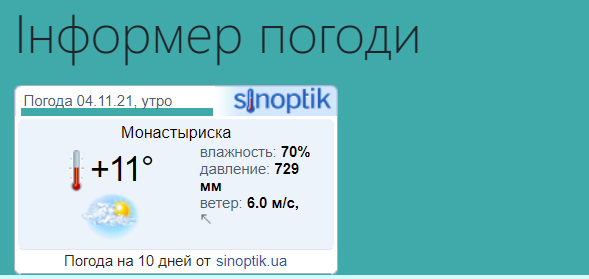 Інформер погоди
Погода 04.11.21, утро
sinoptik
Монастыриска
+11°
влажность: 70%
давление: 729
мм
ветер: 6.0 м/с,
↖
Погода на 10 дней от sinoptik.ua